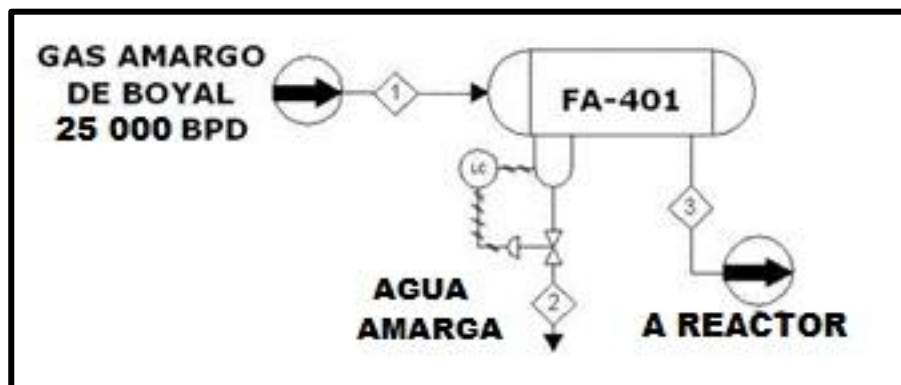 GAS AMARGO
DE BOYAL
25 000 BPD
1
FA-401
LC
3
AGUA
AMARGA
2
A REACTOR